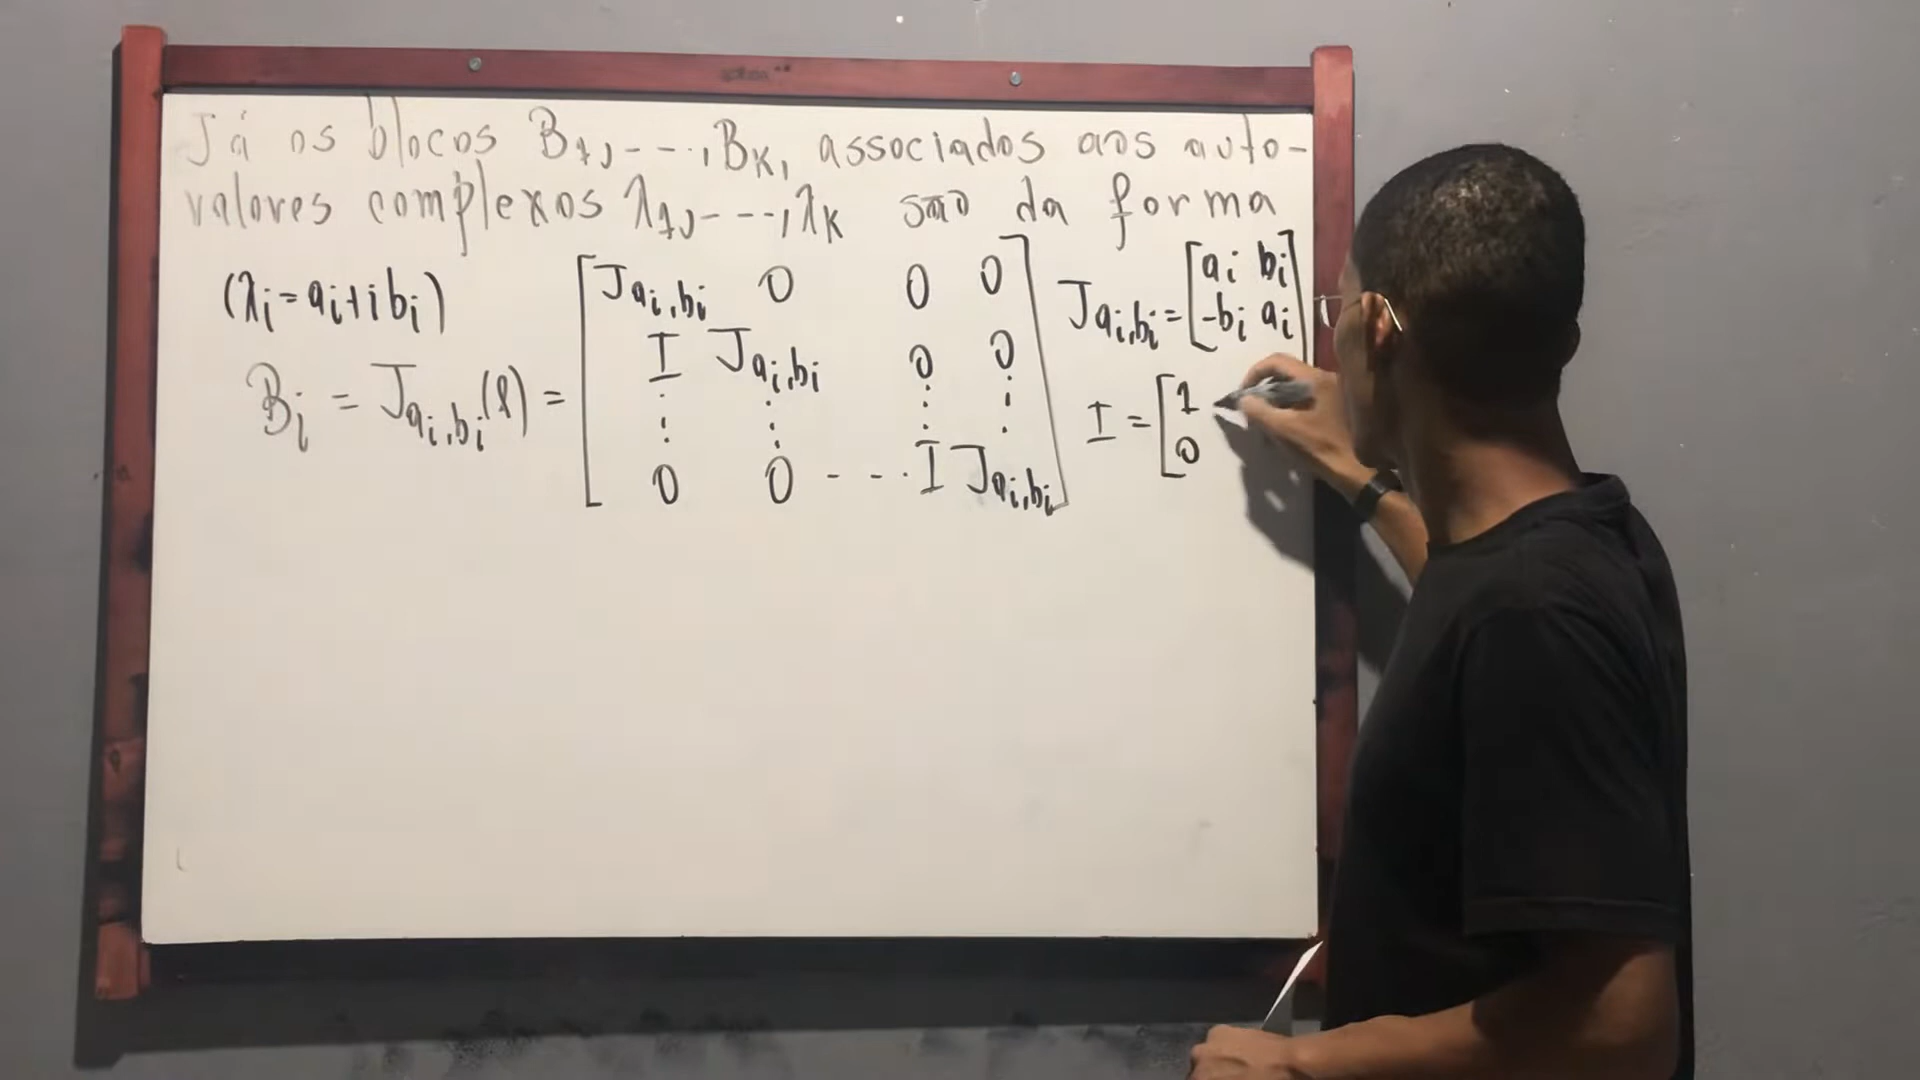 Já os blocos B₁,---,Bₖ, associados aos auto-
valores complexos λ₁,---,λₖ são da forma
(λᵢ = aᵢ + i bᵢ)
Bᵢ = J_{aᵢ,bᵢ}(l) =
[ J_{aᵢ,bᵢ} 0 0 0
I J_{aᵢ,bᵢ} 0 0
⋮ ⋮ ⋮ ⋮
0 0 --- I J_{aᵢ,bᵢ} ]
J_{aᵢ,bᵢ} = [ aᵢ bᵢ
-bᵢ aᵢ ]
I = [ 1
0